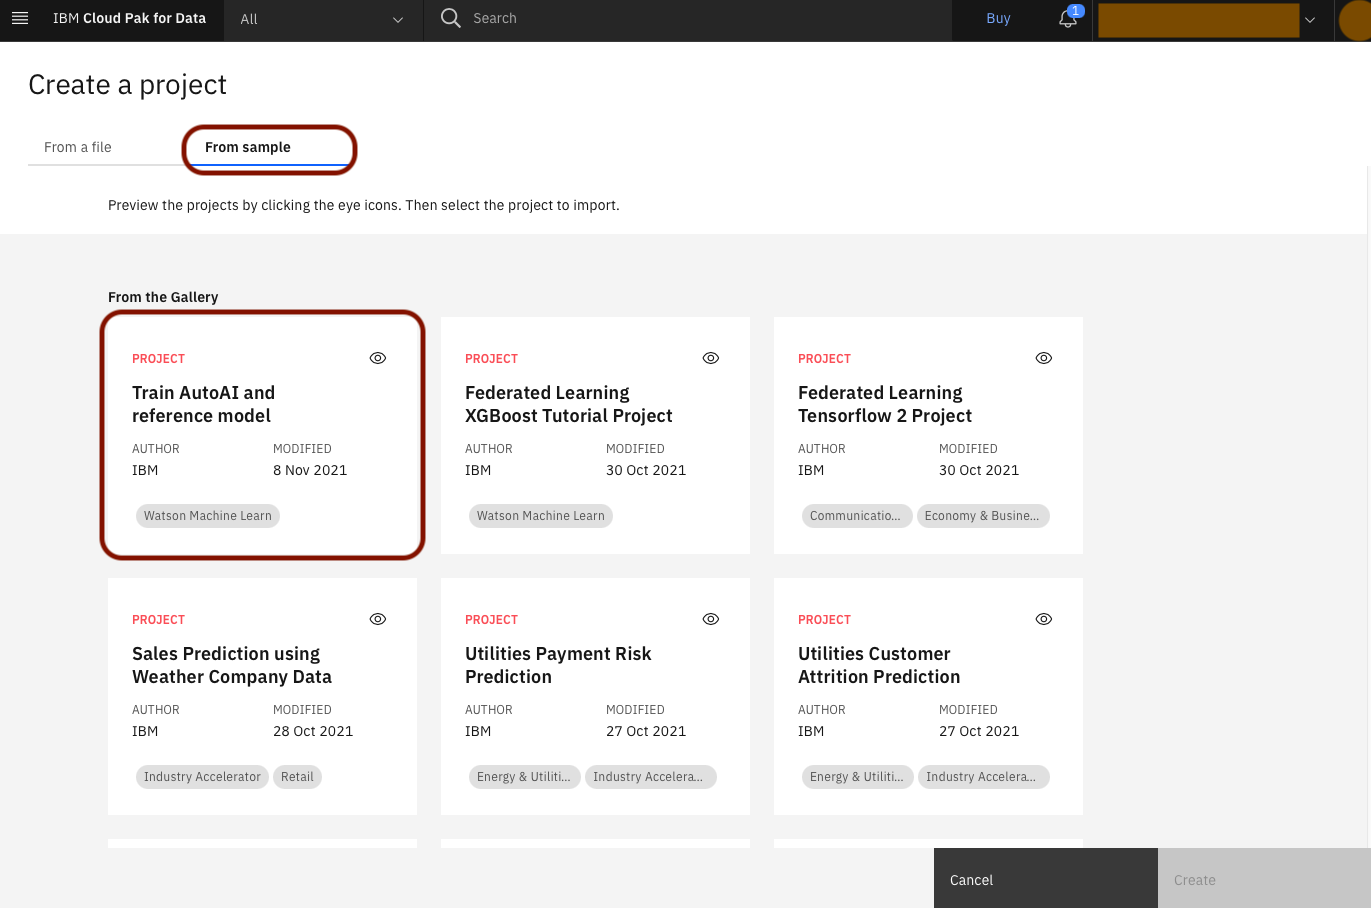 IBM Cloud Pak for Data
All
Search
Buy
1
Create a project
From a file
From sample
Preview the projects by clicking the eye icons. Then select the project to import.
From the Gallery
PROJECT
Train AutoAI and
reference model
AUTHOR MODIFIED
IBM 8 Nov 2021
Watson Machine Learn
PROJECT
Federated Learning
XGBoost Tutorial Project
AUTHOR MODIFIED
IBM 30 Oct 2021
Watson Machine Learn
PROJECT
Federated Learning
Tensorflow 2 Project
AUTHOR MODIFIED
IBM 30 Oct 2021
Communicatio... Economy & Busine...
PROJECT
Sales Prediction using
Weather Company Data
AUTHOR MODIFIED
IBM 28 Oct 2021
Industry Accelerator Retail
PROJECT
Utilities Payment Risk
Prediction
AUTHOR MODIFIED
IBM 27 Oct 2021
Energy & Utiliti... Industry Accelera...
PROJECT
Utilities Customer
Attrition Prediction
AUTHOR MODIFIED
IBM 27 Oct 2021
Energy & Utiliti... Industry Accelera...
Cancel
Create